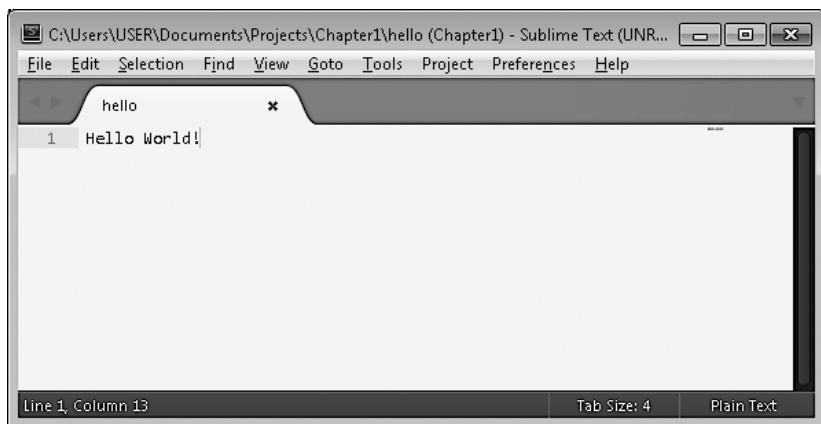 C:\Users\USER\Documents\Projects\Chapter1\hello (Chapter1) - Sublime Text (UNR...
File Edit Selection Find View Goto Tools Project Preferences Help
hello
1 Hello World!
Line 1, Column 13 Tab Size: 4 Plain Text